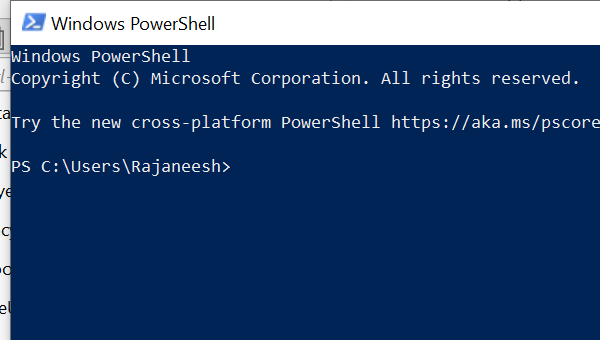 Windows PowerShell
Windows PowerShell
Copyright (C) Microsoft Corporation. All rights reserved.
Try the new cross-platform PowerShell https://aka.ms/pscore
PS C:\Users\Rajaneesh>